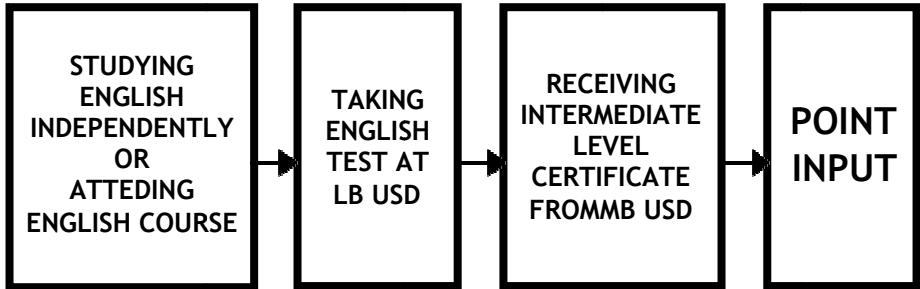 STUDYING
ENGLISH
INDEPENDENTLY
OR
ATTEDING
ENGLISH COURSE
TAKING
ENGLISH
TEST AT
LB USD
RECEIVING
INTERMEDIATE
LEVEL
CERTIFICATE
FROMMB USD
POINT
INPUT